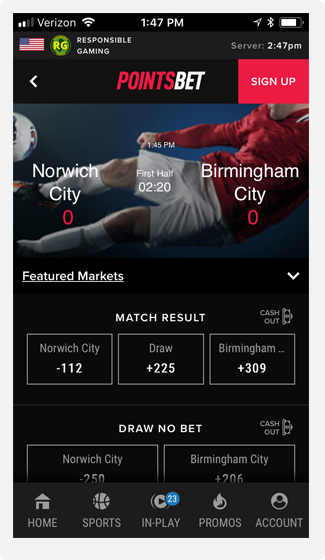 Verizon
1:47 PM
RG
RESPONSIBLE
GAMING
Server: 2:47pm
POINTSBET
SIGN UP
1:45 PM
Norwich
City
0
First Half
02:20
Birmingham
City
0
Featured Markets
MATCH RESULT
CASH
OUT
Norwich City
-112
Draw
+225
Birmingham ...
+309
DRAW NO BET
CASH
OUT
Norwich City
-250
Birmingham City
+206
23
HOME
SPORTS
IN-PLAY
PROMOS
ACCOUNT